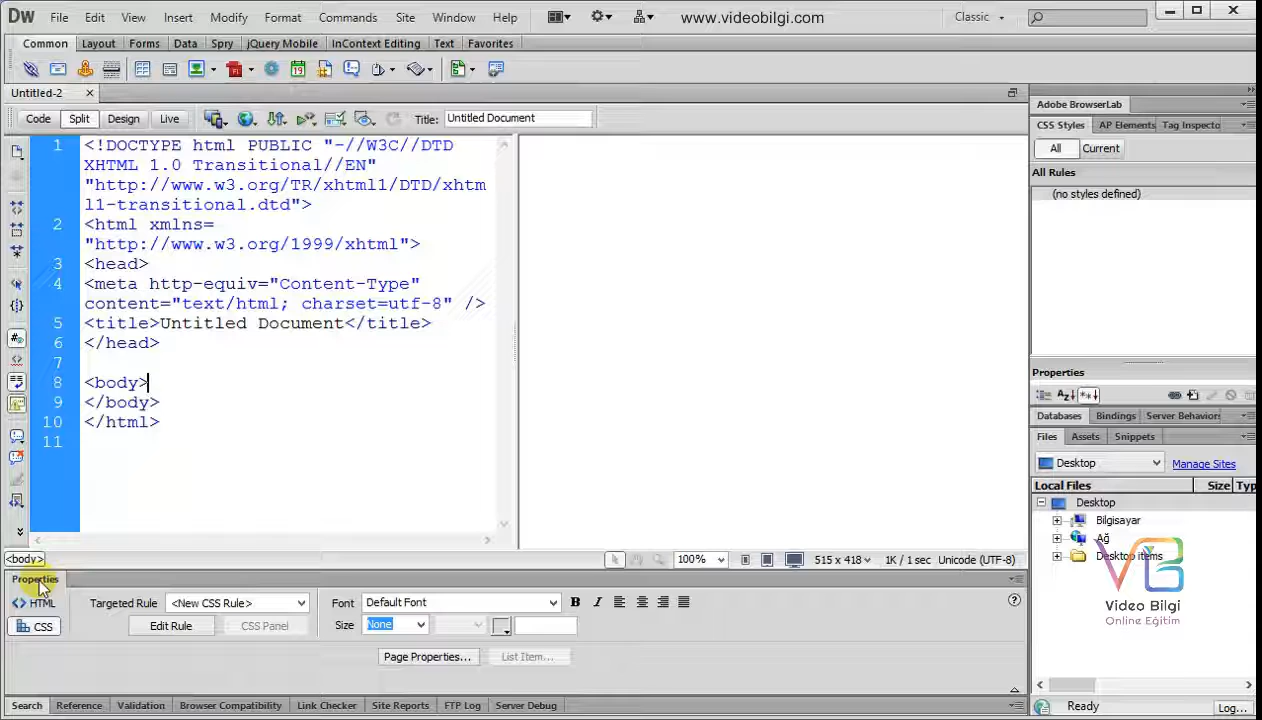 Dw File Edit View Insert Modify Format Commands Site Window Help www.videobilgi.com Classic
Common Layout Forms Data Spry jQuery Mobile InContext Editing Text Favorites
Untitled-2
Code Split Design Live Title: Untitled Document
1 <!DOCTYPE html PUBLIC "-//W3C//DTD
XHTML 1.0 Transitional//EN"
"http://www.w3.org/TR/xhtml1/DTD/xhtm
l1-transitional.dtd">
2 <html xmlns=
"http://www.w3.org/1999/xhtml">
3 <head>
4 <meta http-equiv="Content-Type"
content="text/html; charset=utf-8" />
5 <title>Untitled Document</title>
6 </head>
7
8 <body>
9 </body>
10 </html>
11
<body> 100% 515 x 418 1K / 1 sec Unicode (UTF-8)
Properties
HTML Targeted Rule <New CSS Rule> Font Default Font B I
CSS Edit Rule CSS Panel Size None
Page Properties... List Item...
Search Reference Validation Browser Compatibility Link Checker Site Reports FTP Log Server Debug
Adobe BrowserLab
CSS Styles AP Elements Tag Inspecto
All Current
All Rules
(no styles defined)
Properties
Databases Bindings Server Behaviors
Files Assets Snippets
Desktop Manage Sites
Local Files Size Typ
Desktop
Bilgisayar
Ağ
Desktop items
Video Bilgi
Online Eğitim
Ready Log...